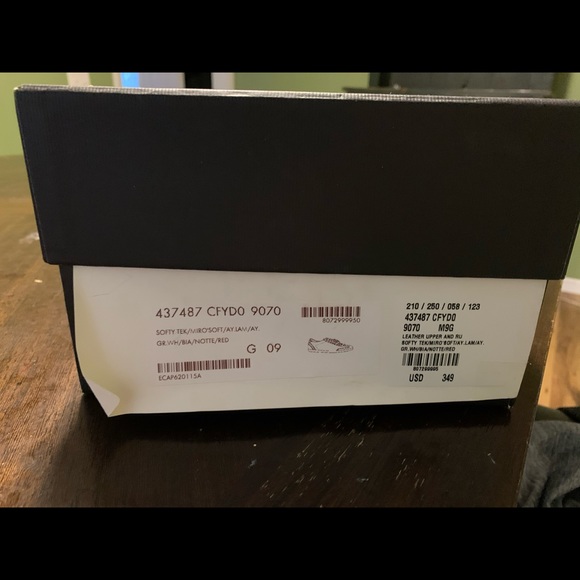 437487 CFYD0 9070
8072999950
SOFTY TEK/MIRO'SOFT/AY.LAM/AY.
GR.WH/BIA/NOTTE/RED
G 09
ECAP620115A
210 / 250 / 058 / 123
437487 CFYD0
9070 M9G
LEATHER UPPER AND RU
SOFTY TEK/MIRO'SOFT/AY.LAM/AY.
GR.WH/BIA/NOTTE/RED
USD 349